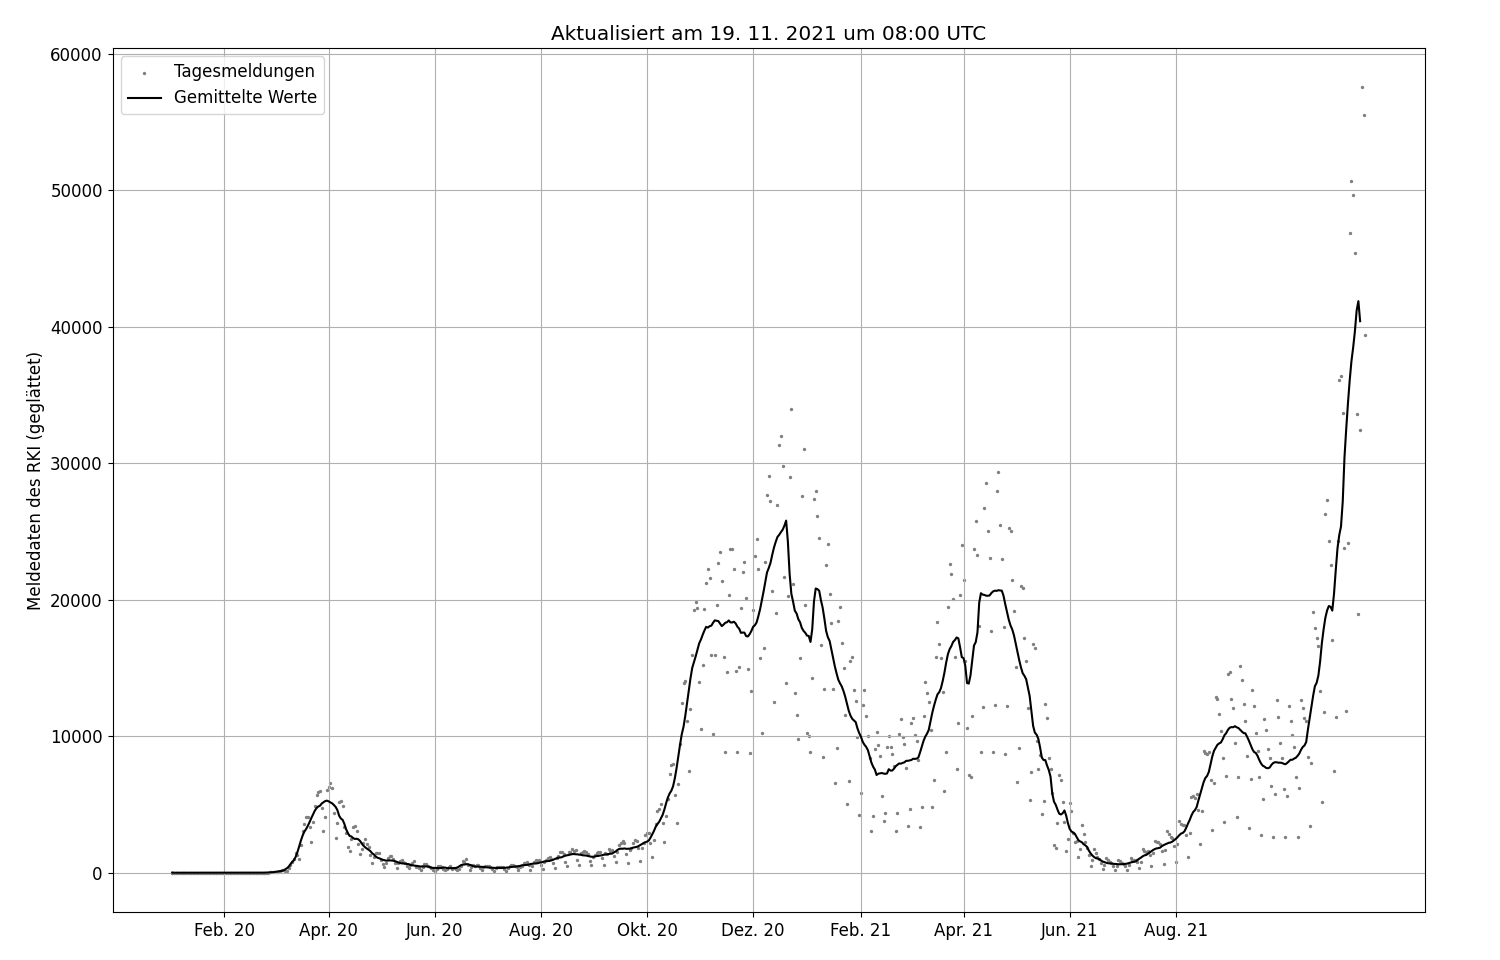 Aktualisiert am 19. 11. 2021 um 08:00 UTC
60000
Tagesmeldungen
Gemittelte Werte
50000
40000
Meldedaten des RKI (geglättet)
30000
20000
10000
0
Feb. 20 Apr. 20 Jun. 20 Aug. 20 Okt. 20 Dez. 20 Feb. 21 Apr. 21 Jun. 21 Aug. 21